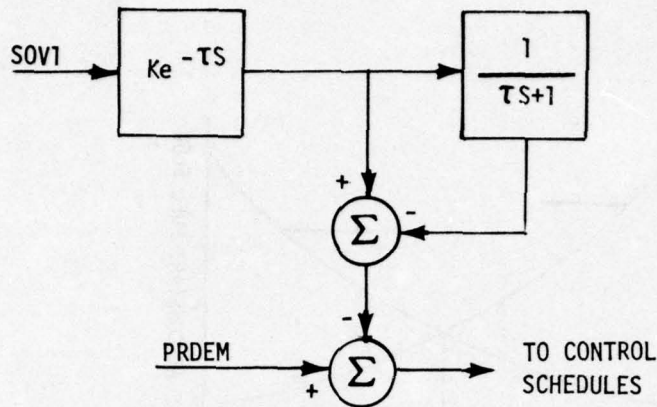 SOV1
Ke^-τS
1
τS+1
+
-
Σ
-
PRDEM
+
Σ
TO CONTROL
SCHEDULES